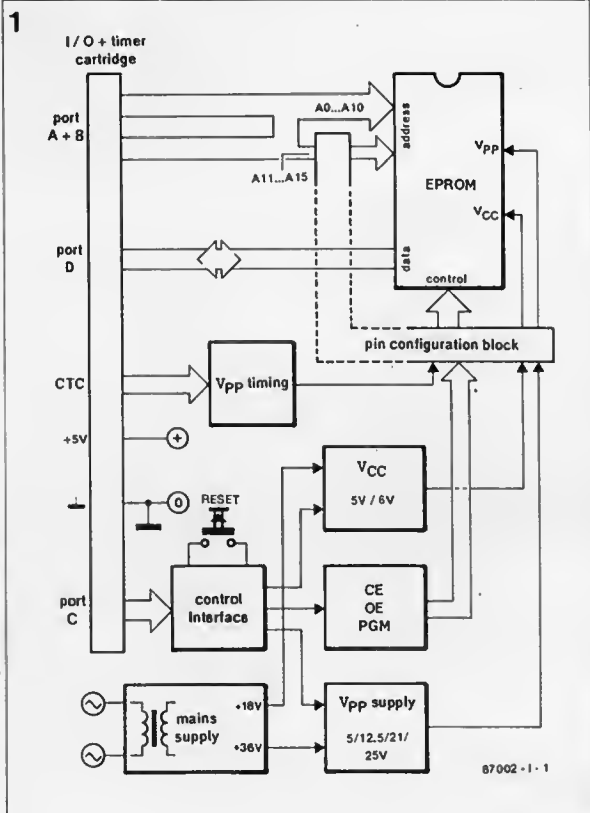 1
I/O + timer
cartridge
port
A + B
A0...A10
A11...A15
address
VPP
EPROM
VCC
port
D
data
control
pin configuration block
CTC
VPP timing
+5V
+
0
RESET
VCC
5V / 6V
port
C
control
Interface
CE
OE
PGM
mains
supply
+18V
+36V
VPP supply
5/12.5/21/
25V
87002 - I - 1